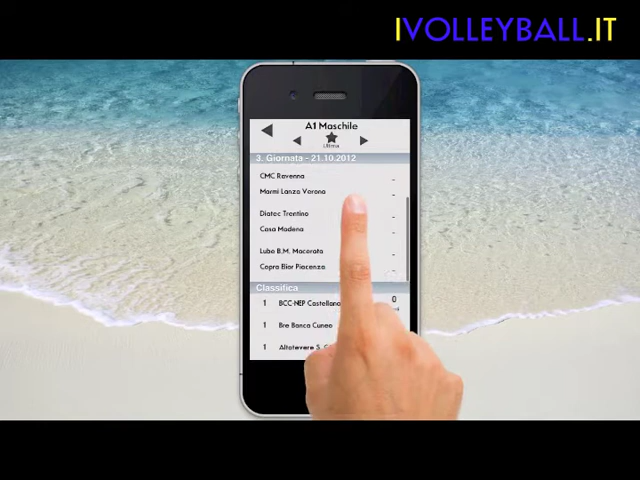 IVOLLEYBALL.IT
A1 Maschile
Ultima
3. Giornata - 21.10.2012
CMC Ravenna -
Marmi Lanza Verona -
Diatec Trentino -
Casa Modena -
Lube B.M. Macerata -
Copra Elior Piacenza -
Classifica
1 BCC-NEP Castellana 0
1 Bre Banca Cuneo
1 Altotevere S.